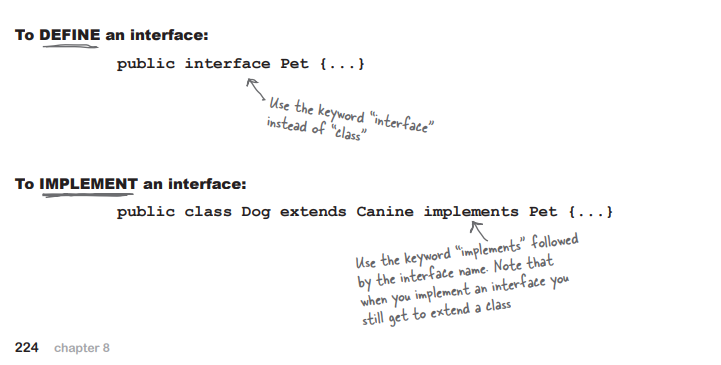 To DEFINE an interface:
public interface Pet {...}
Use the keyword "interface"
instead of "class"
To IMPLEMENT an interface:
public class Dog extends Canine implements Pet {...}
Use the keyword "implements" followed
by the interface name. Note that
when you implement an interface you
still get to extend a class
224 chapter 8